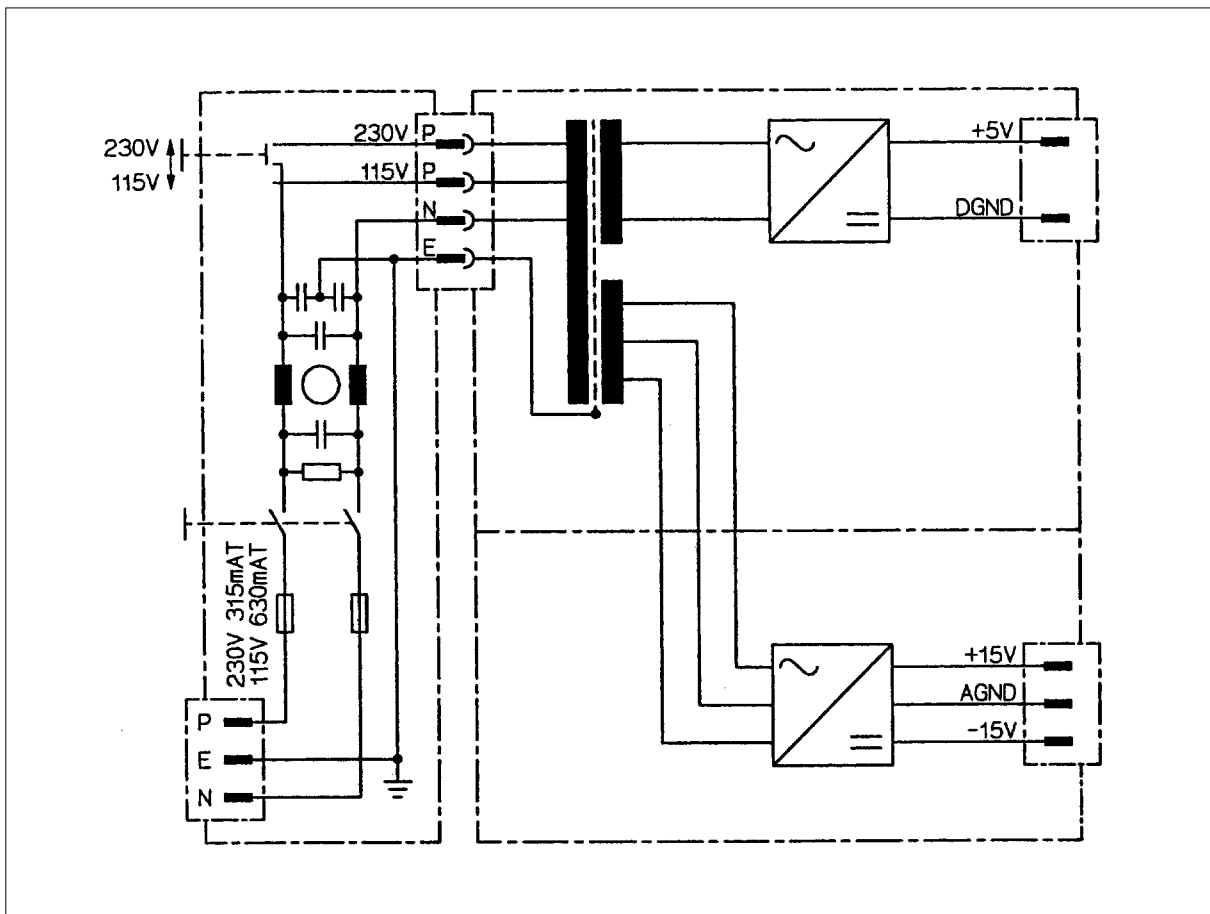 230V P
230V
115V
115V P
N
E
+5V
DGND
230V 315mAT
115V 630mAT
+15V
AGND
-15V
P
E
N